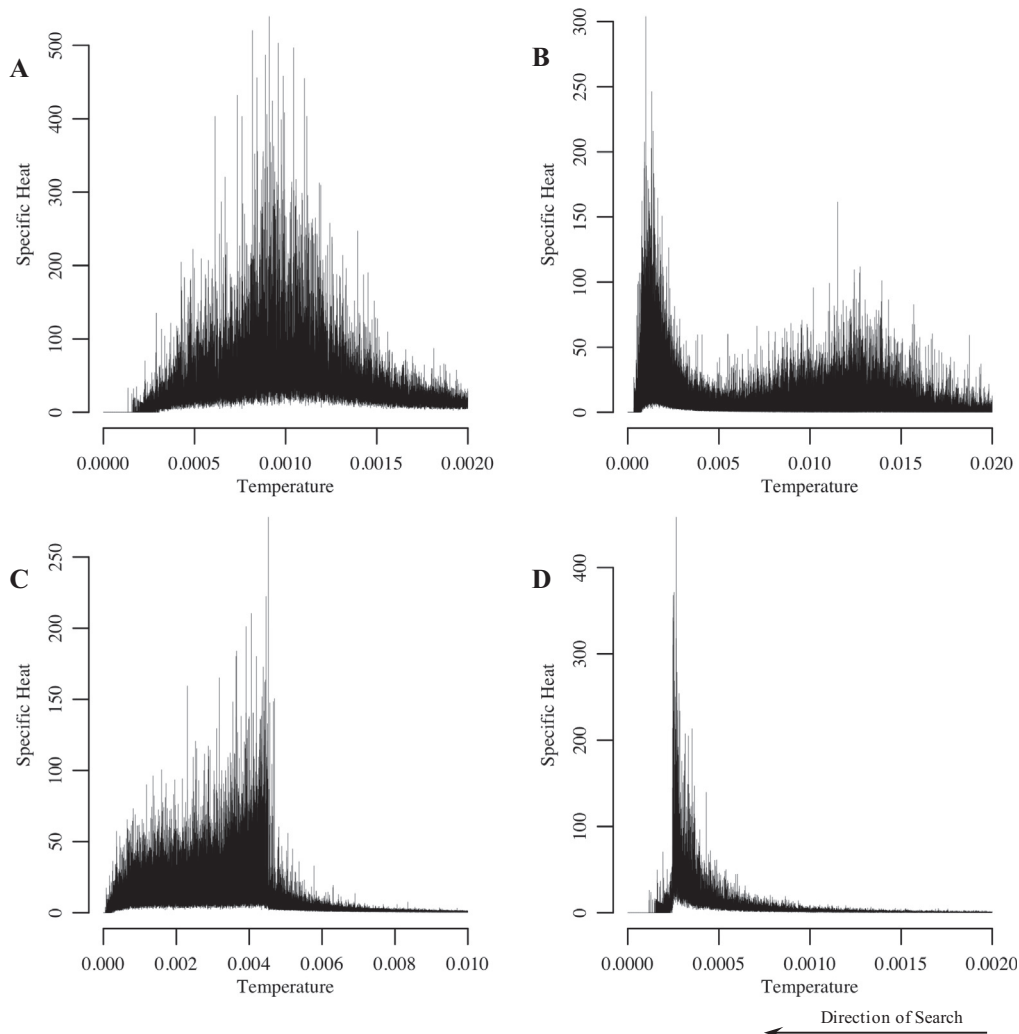 A
Specific Heat
0 100 200 300 400 500
0.0000 0.0005 0.0010 0.0015 0.0020
Temperature
B
Specific Heat
0 50 100 150 200 250 300
0.000 0.005 0.010 0.015 0.020
Temperature
C
Specific Heat
0 50 100 150 200 250
0.000 0.002 0.004 0.006 0.008 0.010
Temperature
D
Specific Heat
0 100 200 300 400
0.0000 0.0005 0.0010 0.0015 0.0020
Temperature
Direction of Search